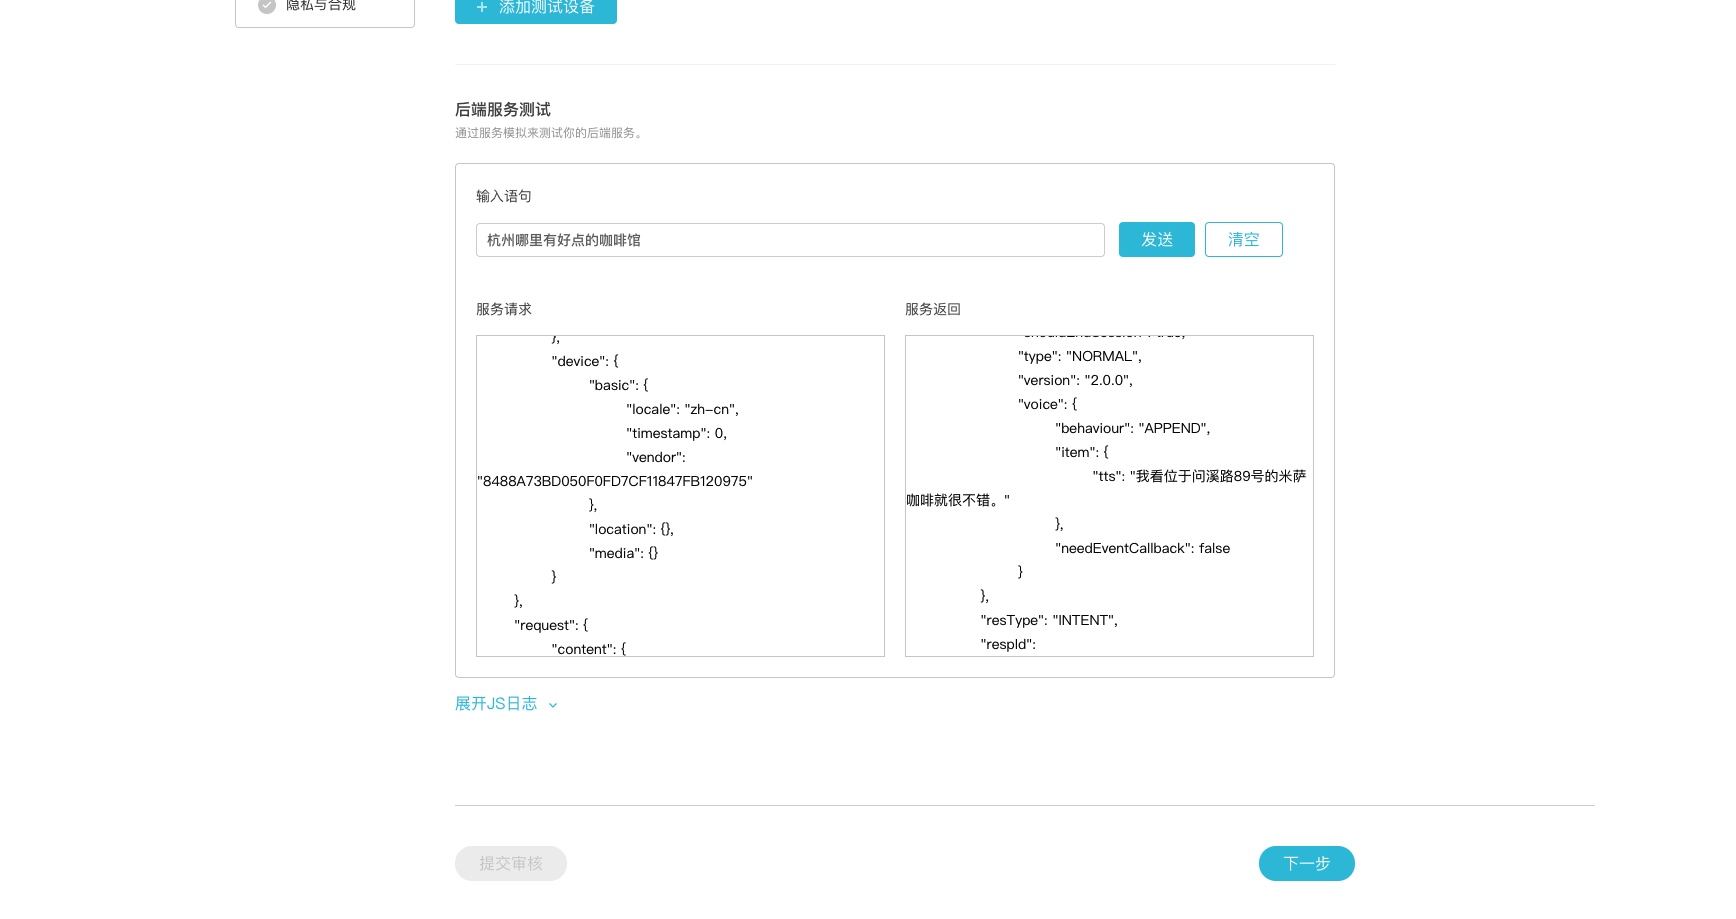 隐私与合规
+ 添加测试设备
后端服务测试
通过服务模拟来测试你的后端服务。
输入语句
杭州哪里有好点的咖啡馆
发送
清空
服务请求
},
"device": {
"basic": {
"locale": "zh-cn",
"timestamp": 0,
"vendor":
"8488A73BD050F0FD7CF11847FB120975"
},
"location": {},
"media": {}
}
},
"request": {
"content": {
服务返回
"type": "NORMAL",
"version": "2.0.0",
"voice": {
"behaviour": "APPEND",
"item": {
"tts": "我看位于问溪路89号的米萨
咖啡就很不错。"
},
"needEventCallback": false
}
},
"resType": "INTENT",
"respId":
展开JS日志
提交审核
下一步